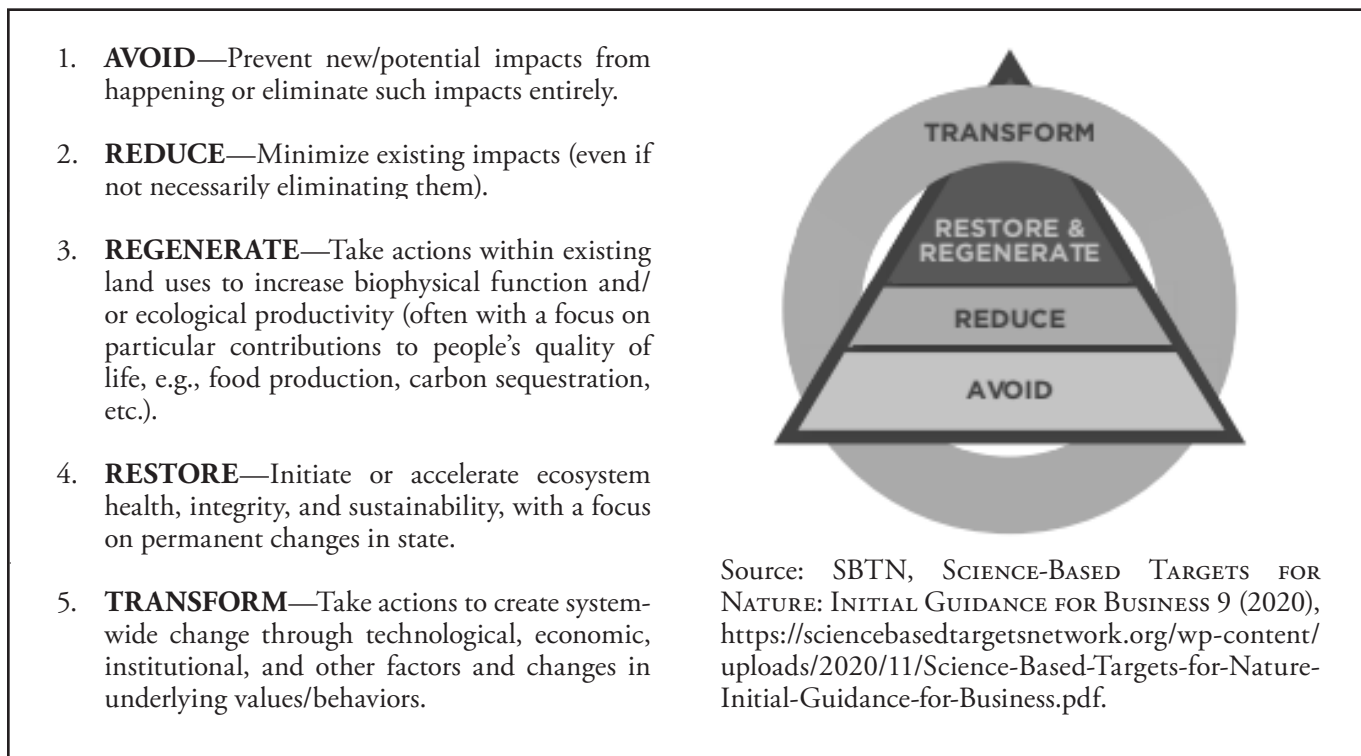 1. AVOID—Prevent new/potential impacts from
happening or eliminate such impacts entirely.
2. REDUCE—Minimize existing impacts (even if
not necessarily eliminating them).
3. REGENERATE—Take actions within existing
land uses to increase biophysical function and/
or ecological productivity (often with a focus on
particular contributions to people's quality of
life, e.g., food production, carbon sequestration,
etc.).
4. RESTORE—Initiate or accelerate ecosystem
health, integrity, and sustainability, with a focus
on permanent changes in state.
5. TRANSFORM—Take actions to create system-
wide change through technological, economic,
institutional, and other factors and changes in
underlying values/behaviors.
TRANSFORM
RESTORE &
REGENERATE
REDUCE
AVOID
Source: SBTN, Science-Based Targets for
Nature: Initial Guidance for Business 9 (2020),
https://sciencebasedtargetsnetwork.org/wp-content/
uploads/2020/11/Science-Based-Targets-for-Nature-
Initial-Guidance-for-Business.pdf.